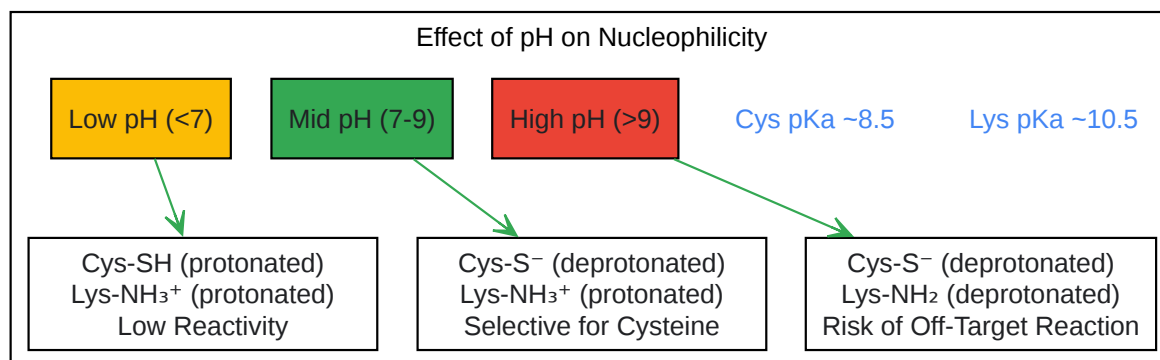 Effect of pH on Nucleophilicity
Low pH (<7)
Mid pH (7-9)
High pH (>9)
Cys pKa ~8.5
Lys pKa ~10.5
Cys-SH (protonated)
Lys-NH₃⁺ (protonated)
Low Reactivity
Cys-S⁻ (deprotonated)
Lys-NH₃⁺ (protonated)
Selective for Cysteine
Cys-S⁻ (deprotonated)
Lys-NH₂ (deprotonated)
Risk of Off-Target Reaction